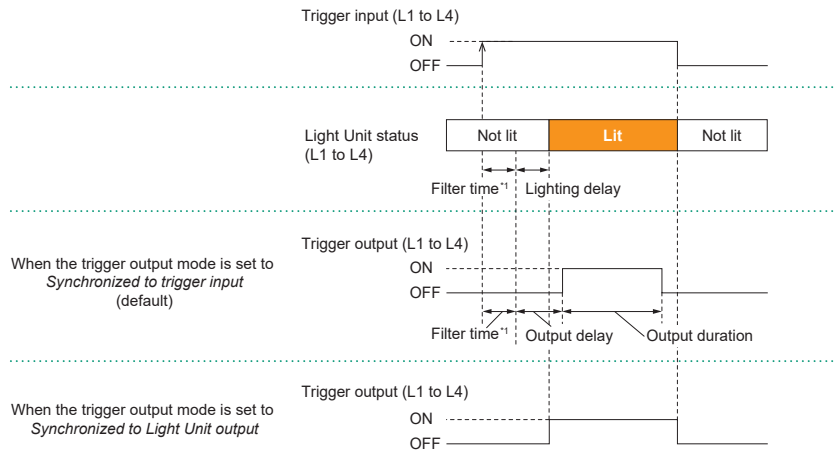 Trigger input (L1 to L4)
ON
OFF
Light Unit status
(L1 to L4)
Not lit
Lit
Not lit
Filter time*1
Lighting delay
When the trigger output mode is set to
Synchronized to trigger input
(default)
Trigger output (L1 to L4)
ON
OFF
Filter time*1
Output delay
Output duration
When the trigger output mode is set to
Synchronized to Light Unit output
Trigger output (L1 to L4)
ON
OFF